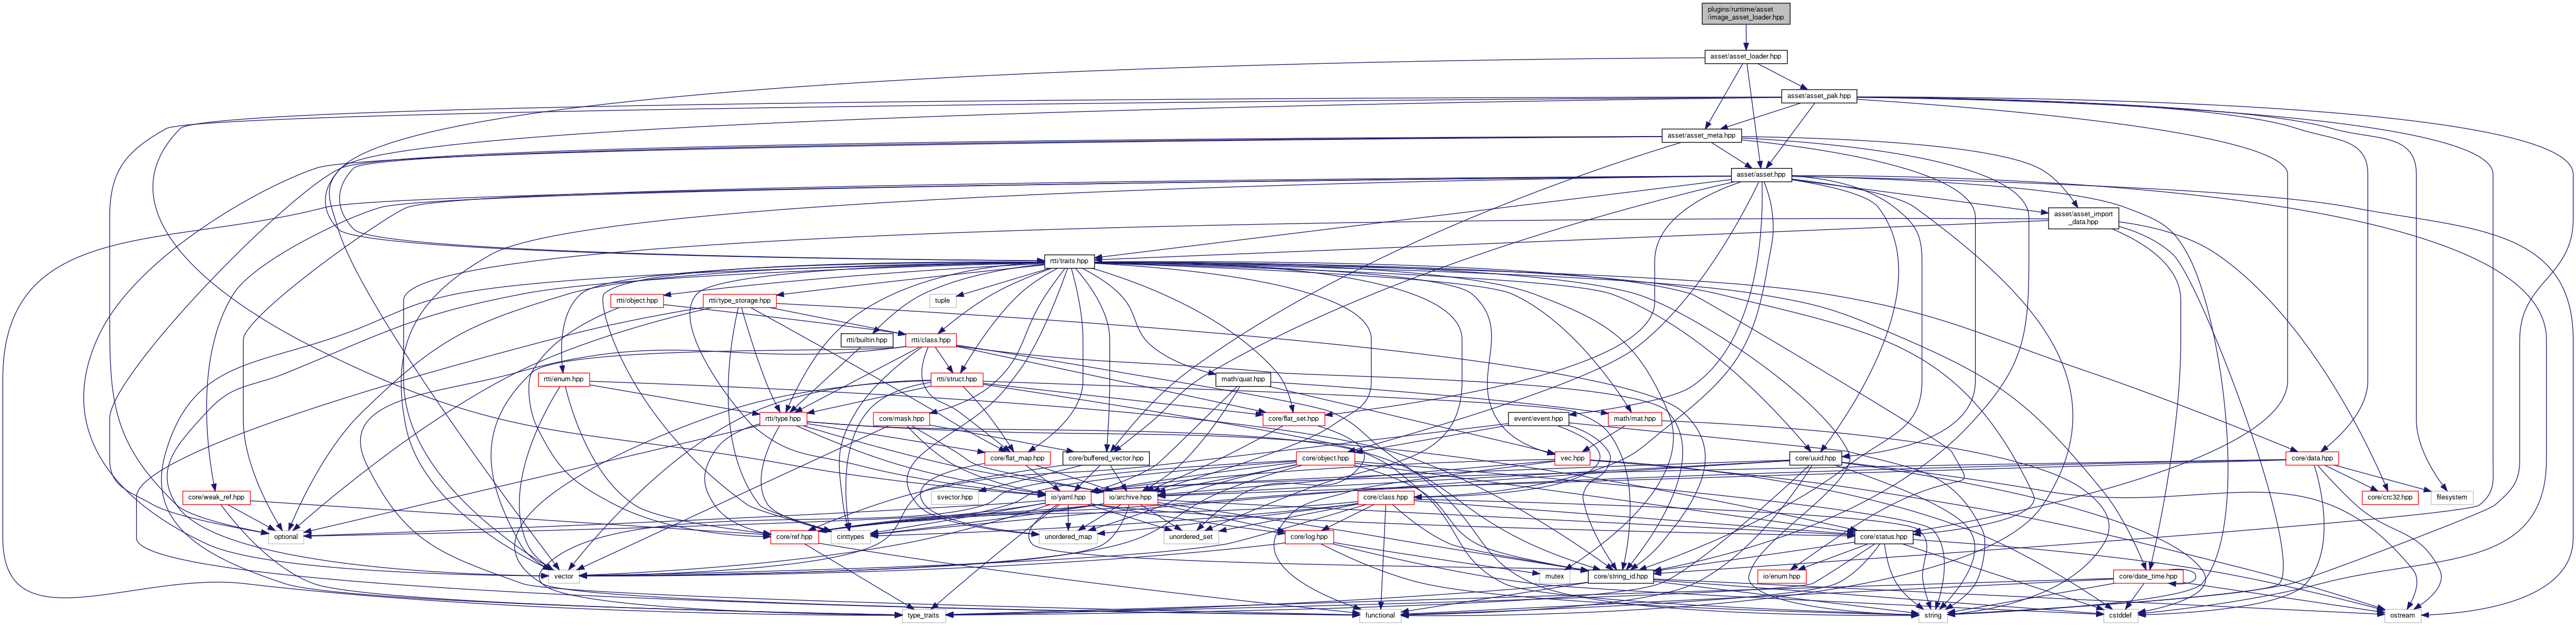 plugins/runtime/asset
/image_asset_loader.hpp
asset/asset_loader.hpp
asset/asset_pak.hpp
asset/asset_meta.hpp
asset/asset.hpp
asset/asset_import
_data.hpp
rtti/traits.hpp
rtti/object.hpp
rtti/type_storage.hpp
tuple
rtti/builtin.hpp
rtti/class.hpp
rtti/enum.hpp
rtti/struct.hpp
math/quat.hpp
core/mask.hpp
rtti/type.hpp
core/flat_set.hpp
event/event.hpp
math/mat.hpp
core/flat_map.hpp
core/buffered_vector.hpp
core/object.hpp
vec.hpp
core/uuid.hpp
core/data.hpp
core/weak_ref.hpp
svector.hpp
io/yaml.hpp
io/archive.hpp
core/class.hpp
core/crc32.hpp
filesystem
optional
core/ref.hpp
cinttypes
unordered_map
unordered_set
core/log.hpp
core/status.hpp
vector
mutex
core/string_id.hpp
io/enum.hpp
core/date_time.hpp
type_traits
functional
string
cstddef
ostream